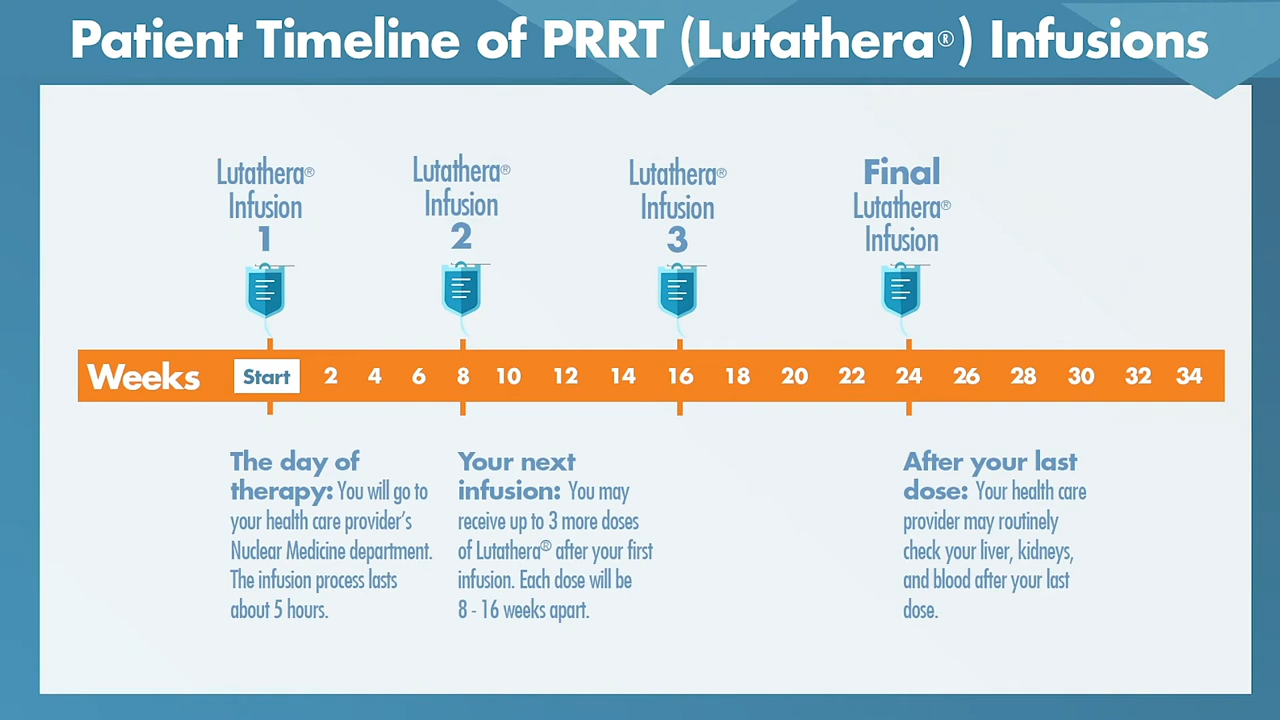 Patient Timeline of PRRT (Lutathera®) Infusions
Lutathera®
Infusion
1
Lutathera®
Infusion
2
Lutathera®
Infusion
3
Final
Lutathera®
Infusion
Weeks Start 2 4 6 8 10 12 14 16 18 20 22 24 26 28 30 32 34
The day of
therapy: You will go to
your health care provider's
Nuclear Medicine department.
The infusion process lasts
about 5 hours.
Your next
infusion: You may
receive up to 3 more doses
of Lutathera® after your first
infusion. Each dose will be
8 - 16 weeks apart.
After your last
dose: Your health care
provider may routinely
check your liver, kidneys,
and blood after your last
dose.